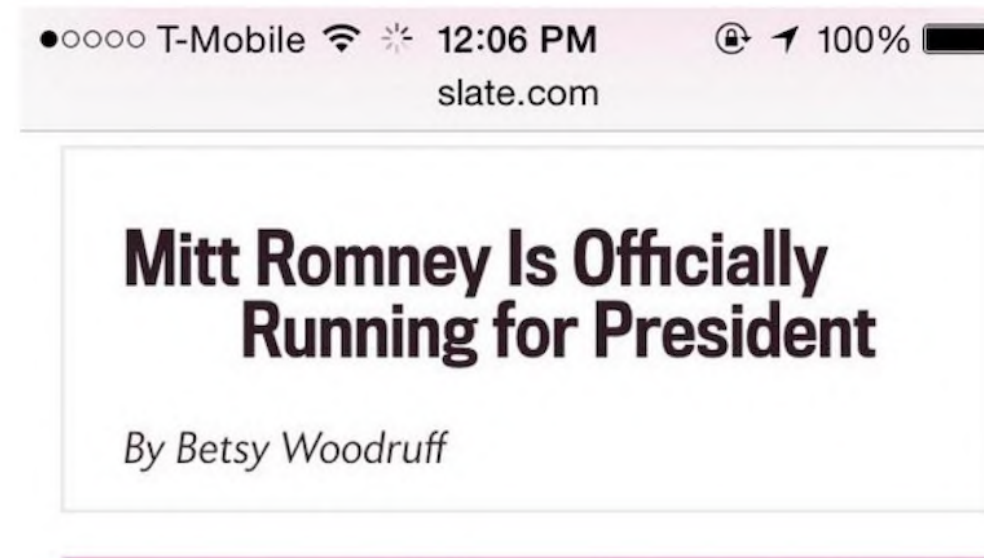 T-Mobile 12:06 PM 100%
slate.com
Mitt Romney Is Officially
Running for President
By Betsy Woodruff